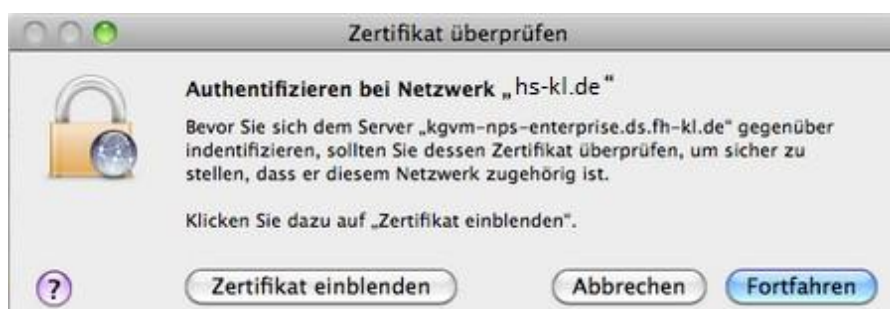 Zertifikat überprüfen
Authentifizieren bei Netzwerk „hs-kl.de“
Bevor Sie sich dem Server „kgvm-nps-enterprise.ds.fh-kl.de“ gegenüber
indentifizieren, sollten Sie dessen Zertifikat überprüfen, um sicher zu
stellen, dass er diesem Netzwerk zugehörig ist.
Klicken Sie dazu auf „Zertifikat einblenden“.
? Zertifikat einblenden Abbrechen Fortfahren